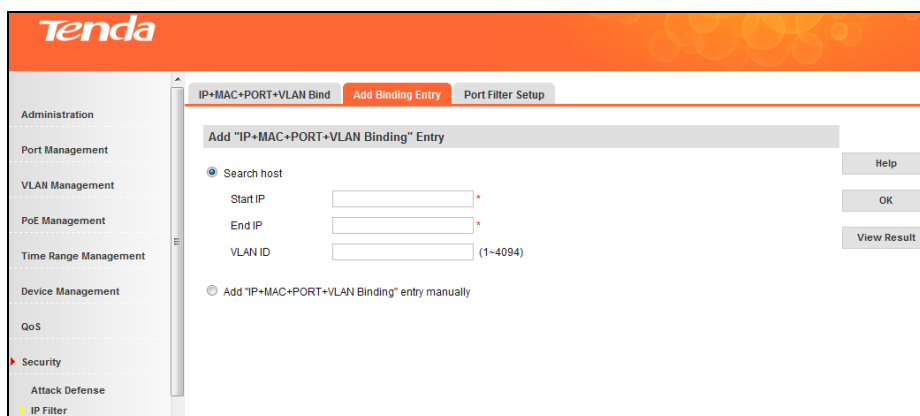 Tenda
IP+MAC+PORT+VLAN Bind
Add Binding Entry
Port Filter Setup
Administration
Port Management
VLAN Management
PoE Management
Time Range Management
Device Management
QoS
Security
Attack Defense
IP Filter
Add "IP+MAC+PORT+VLAN Binding" Entry
Search host
Start IP *
End IP *
VLAN ID (1~4094)
Add "IP+MAC+PORT+VLAN Binding" entry manually
Help
OK
View Result